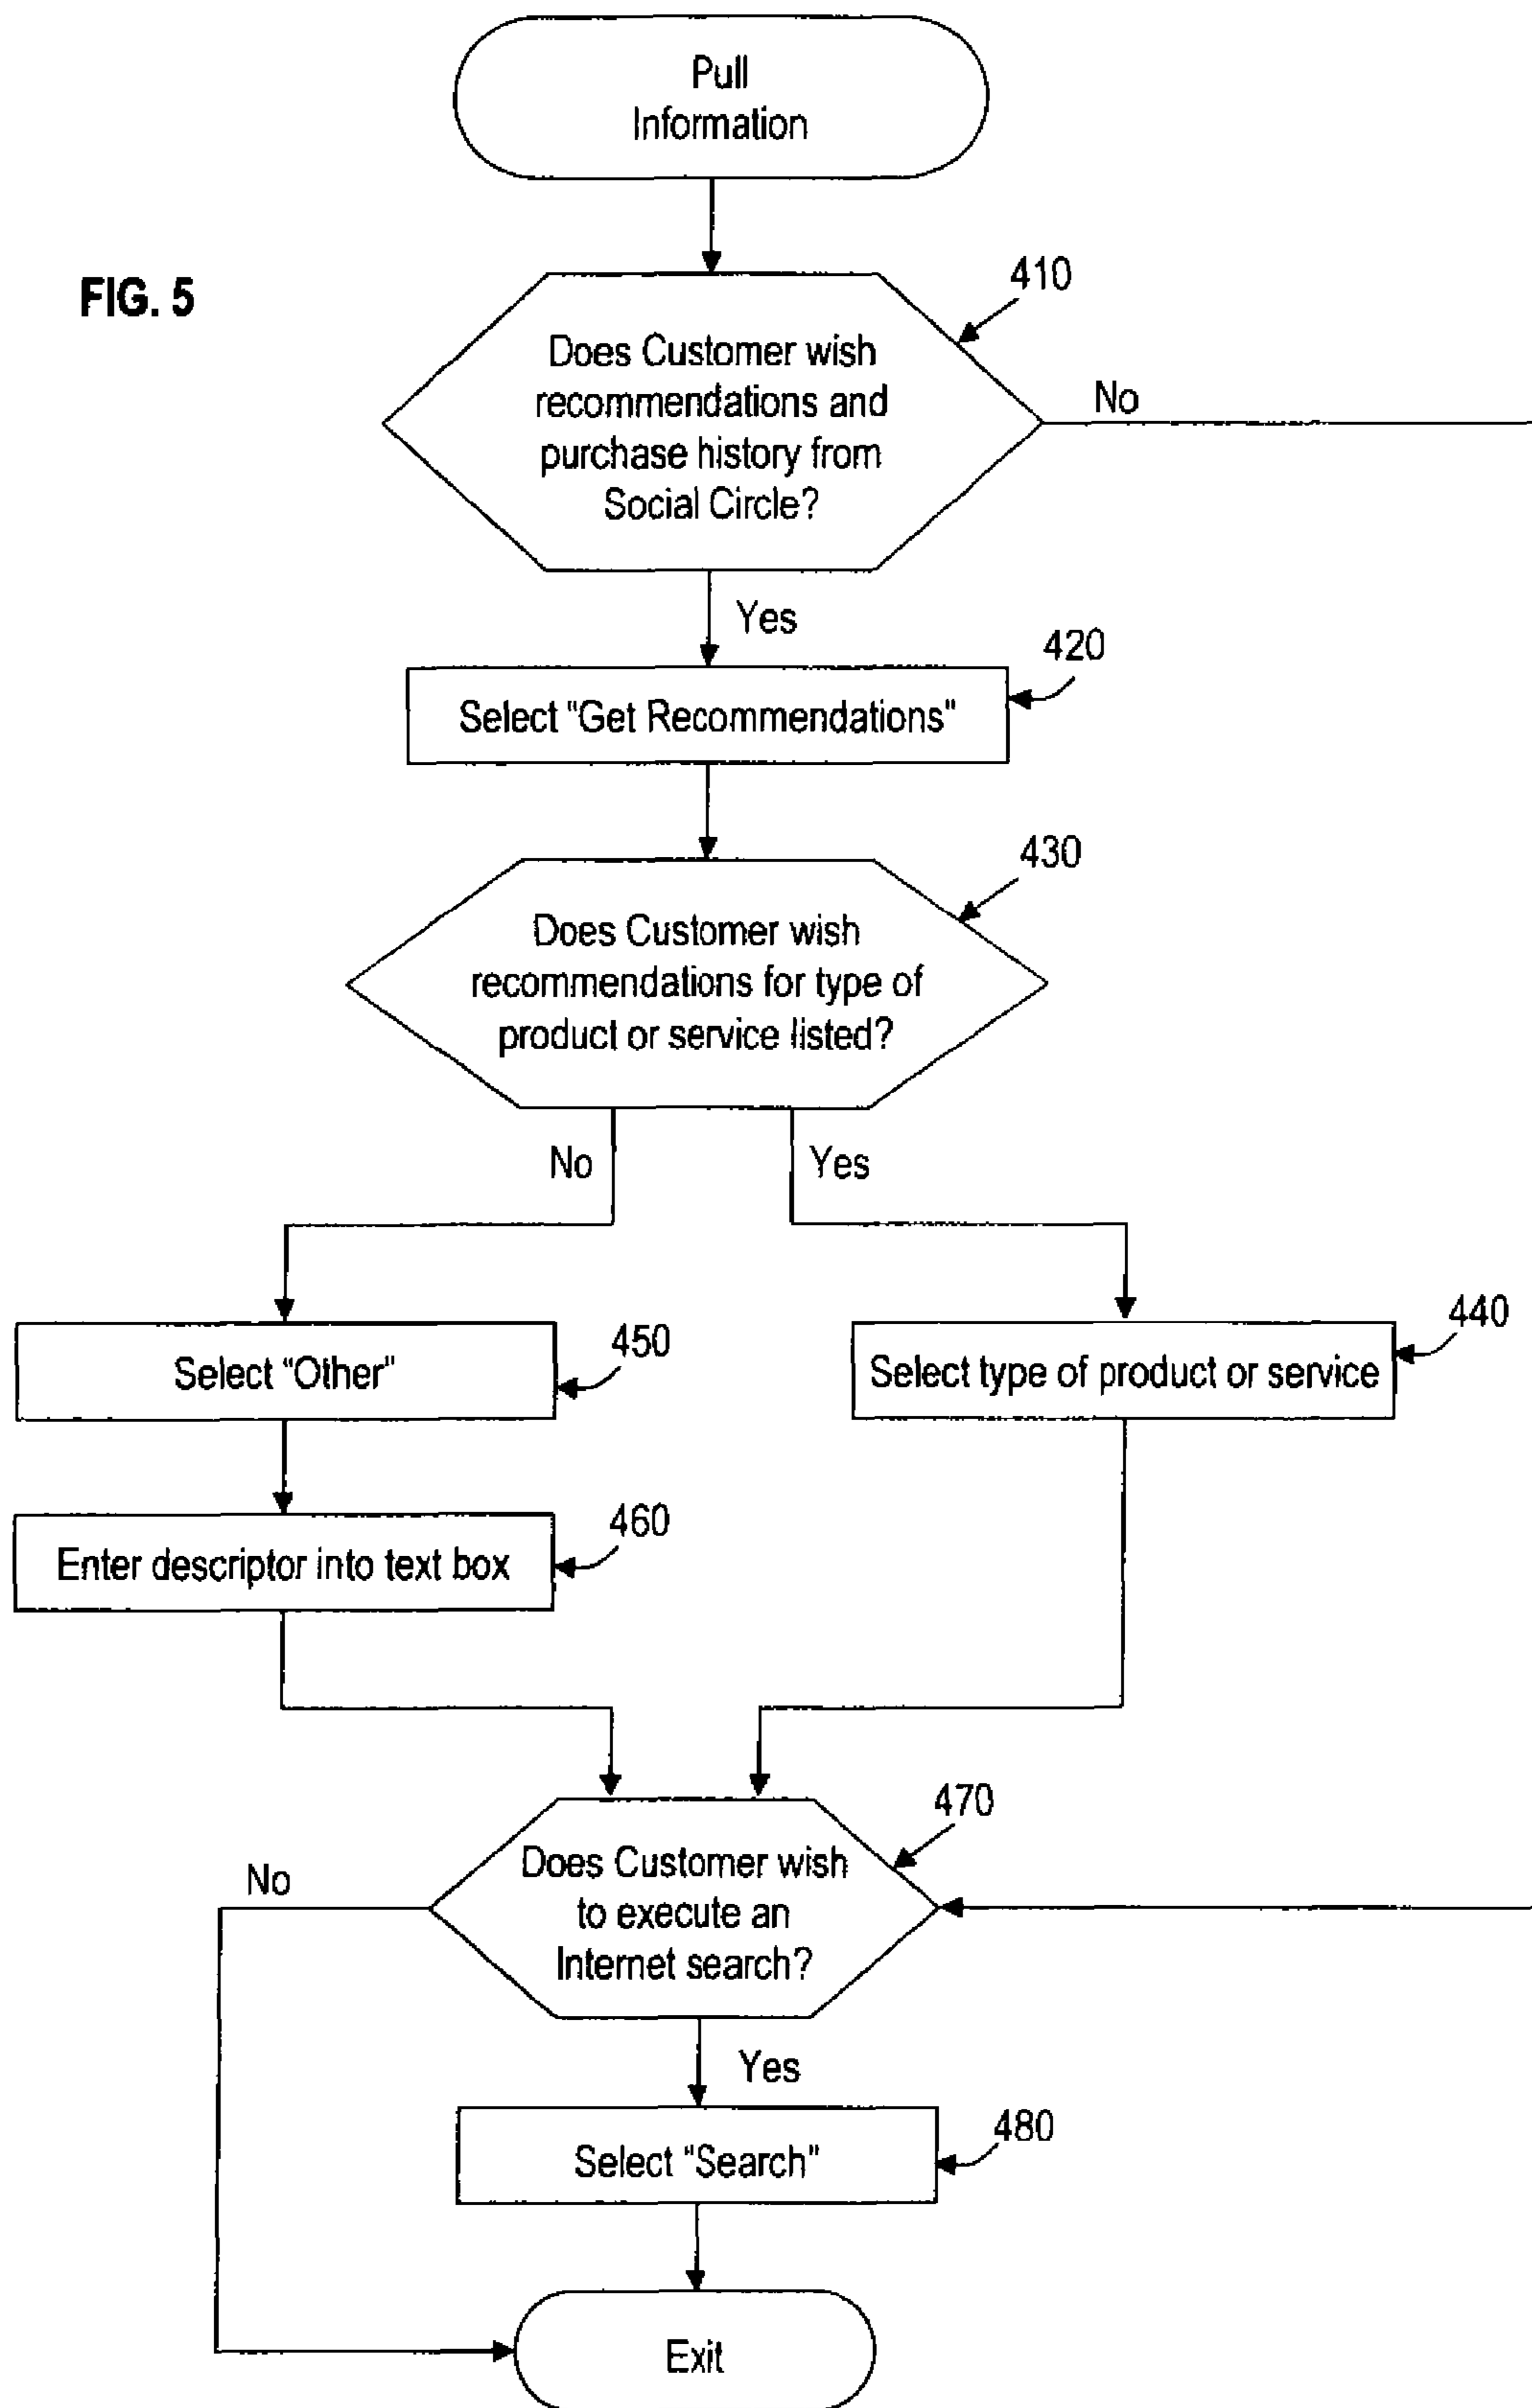 Pull
Information
FIG. 5
410
Does Customer wish
recommendations and
purchase history from
Social Circle?
No
Yes
420
Select "Get Recommendations"
430
Does Customer wish
recommendations for type of
product or service listed?
No
Yes
450
Select "Other"
440
Select type of product or service
460
Enter descriptor into text box
470
Does Customer wish
to execute an
Internet search?
No
Yes
480
Select "Search"
Exit